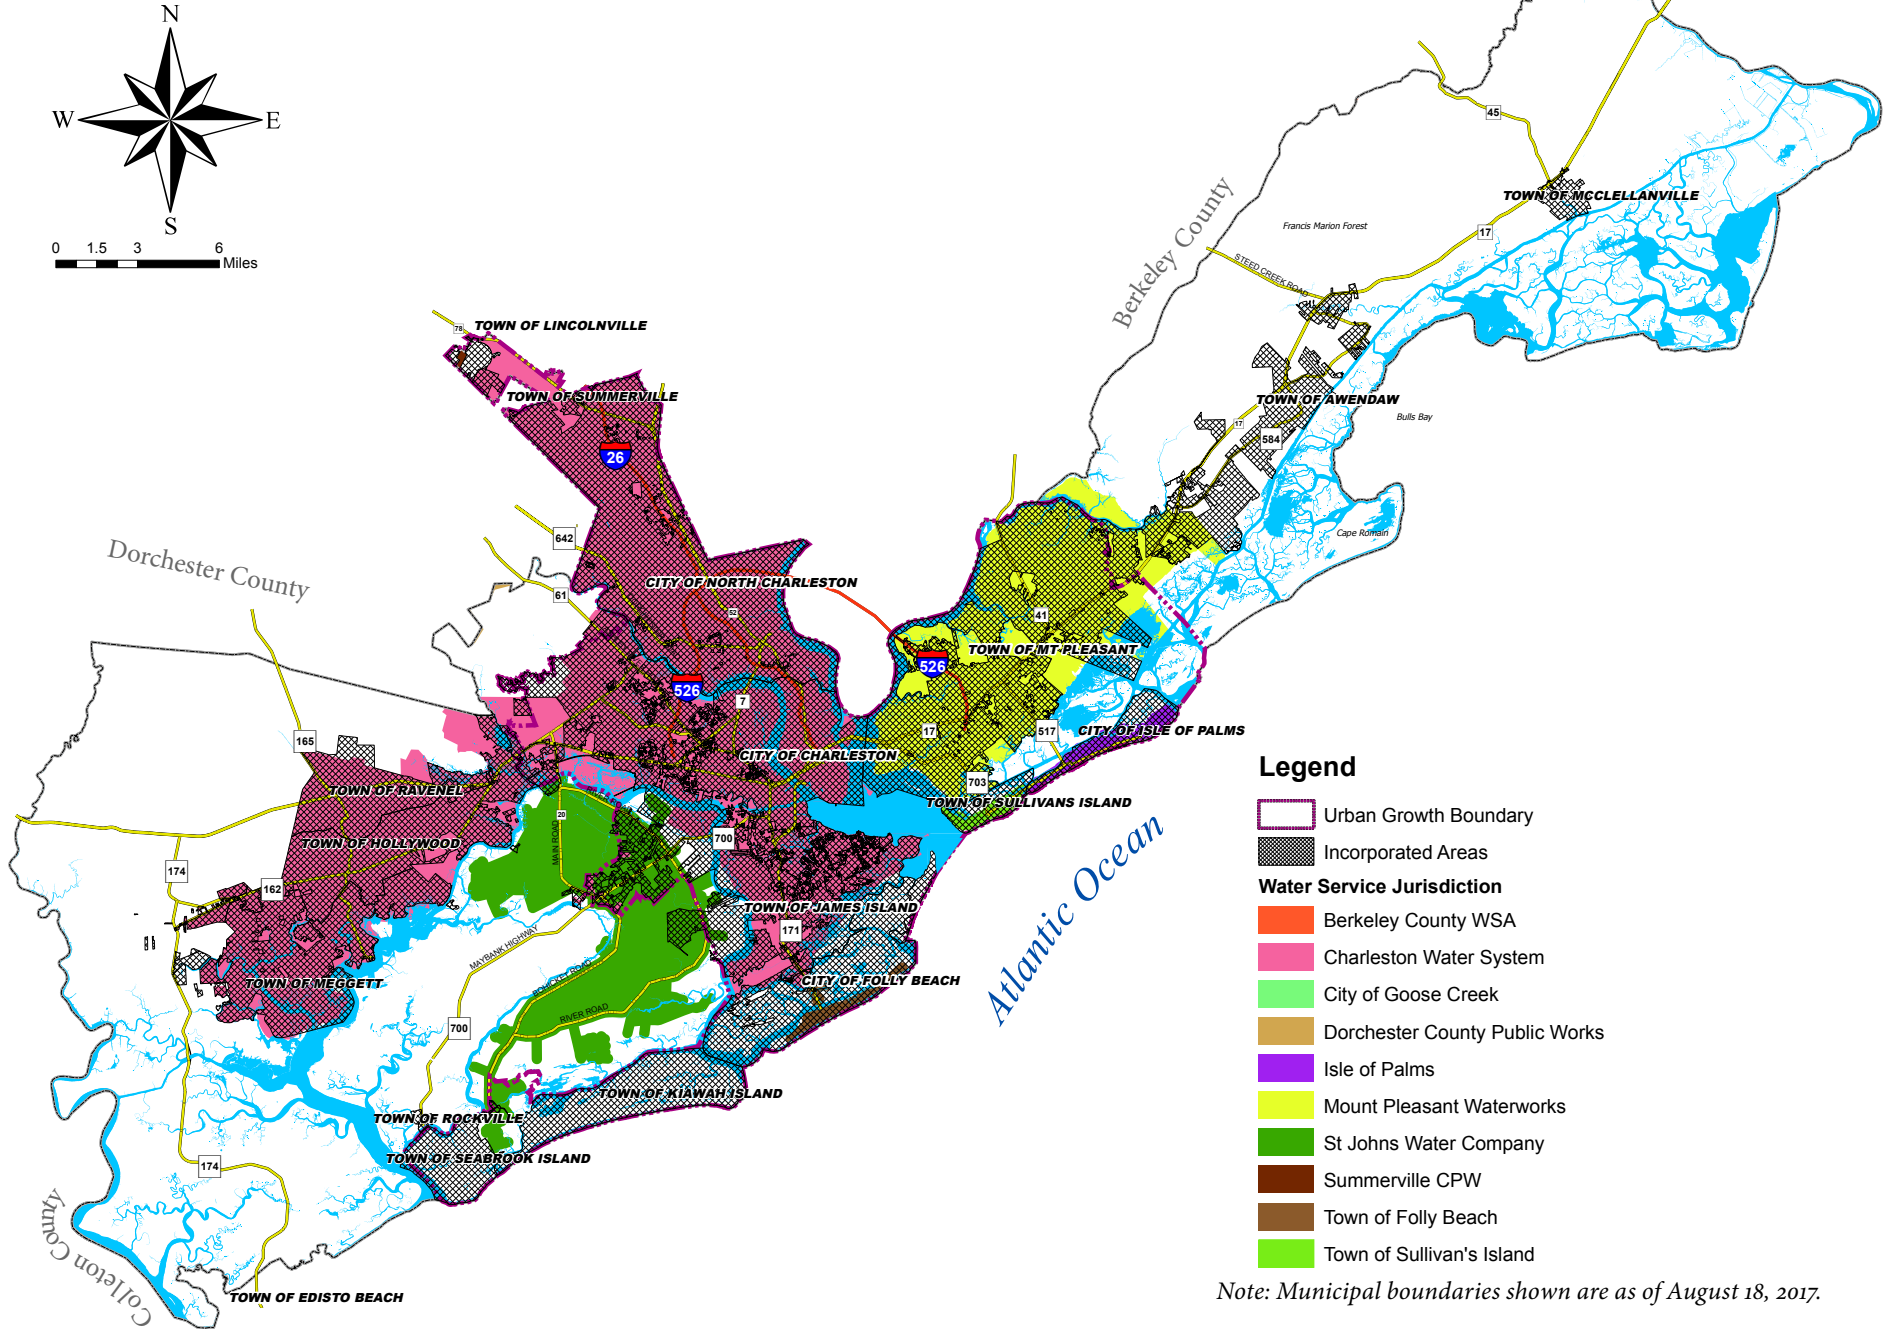 N
W
E
S
0 1.5 3 6
Miles
45
TOWN OF MCCLELLANVILLE
Berkeley County
Francis Marion Forest
17
STEED CREEK ROAD
78
TOWN OF LINCOLNVILLE
TOWN OF SUMMERVILLE
TOWN OF AWENDAW
Bulls Bay
17
584
26
Cape Romain
642
Dorchester County
CITY OF NORTH CHARLESTON
61
52
41
TOWN OF MT PLEASANT
526
526
7
165
17
517
CITY OF ISLE OF PALMS
CITY OF CHARLESTON
703
TOWN OF RAVENEL
TOWN OF SULLIVANS ISLAND
20
MAIN ROAD
RIVER ROAD
700
TOWN OF HOLLYWOOD
174
162
TOWN OF JAMES ISLAND
171
MAYBANK HIGHWAY
BOHICKET ROAD
TOWN OF MEGGETT
CITY OF FOLLY BEACH
Atlantic Ocean
RIVER ROAD
700
TOWN OF KIAWAH ISLAND
TOWN OF ROCKVILLE
TOWN OF SEABROOK ISLAND
174
Colleton County
TOWN OF EDISTO BEACH
Legend
Urban Growth Boundary
Incorporated Areas
Water Service Jurisdiction
Berkeley County WSA
Charleston Water System
City of Goose Creek
Dorchester County Public Works
Isle of Palms
Mount Pleasant Waterworks
St Johns Water Company
Summerville CPW
Town of Folly Beach
Town of Sullivan's Island
Note: Municipal boundaries shown are as of August 18, 2017.